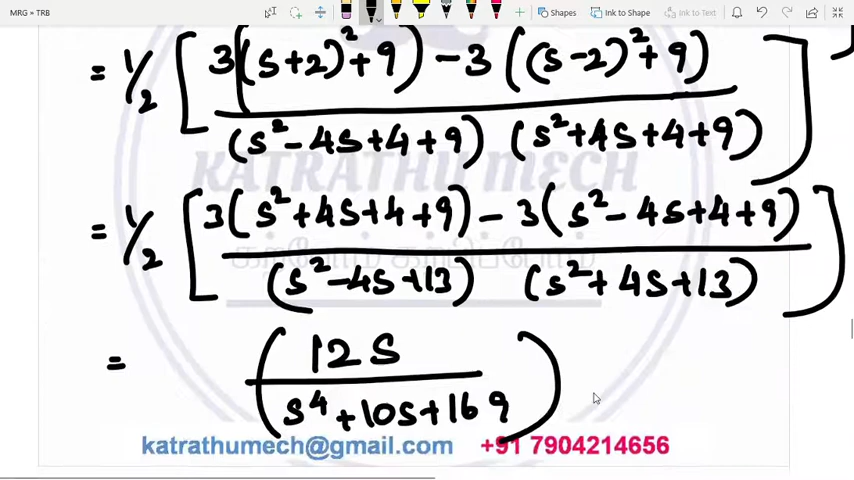 MRG » TRB
Shapes Ink to Shape Ink to Text
= 1/2 [ 3((s+2)²+9) − 3((s−2)²+9) / (s²−4s+4+9) (s²+4s+4+9) ]
KATRATHU MECH
= 1/2 [ 3(s²+4s+4+9) − 3(s²−4s+4+9) / (s²−4s+13) (s²+4s+13) ]
= ( 12s / s⁴+10s+169 )
katrathumech@gmail.com +91 7904214656